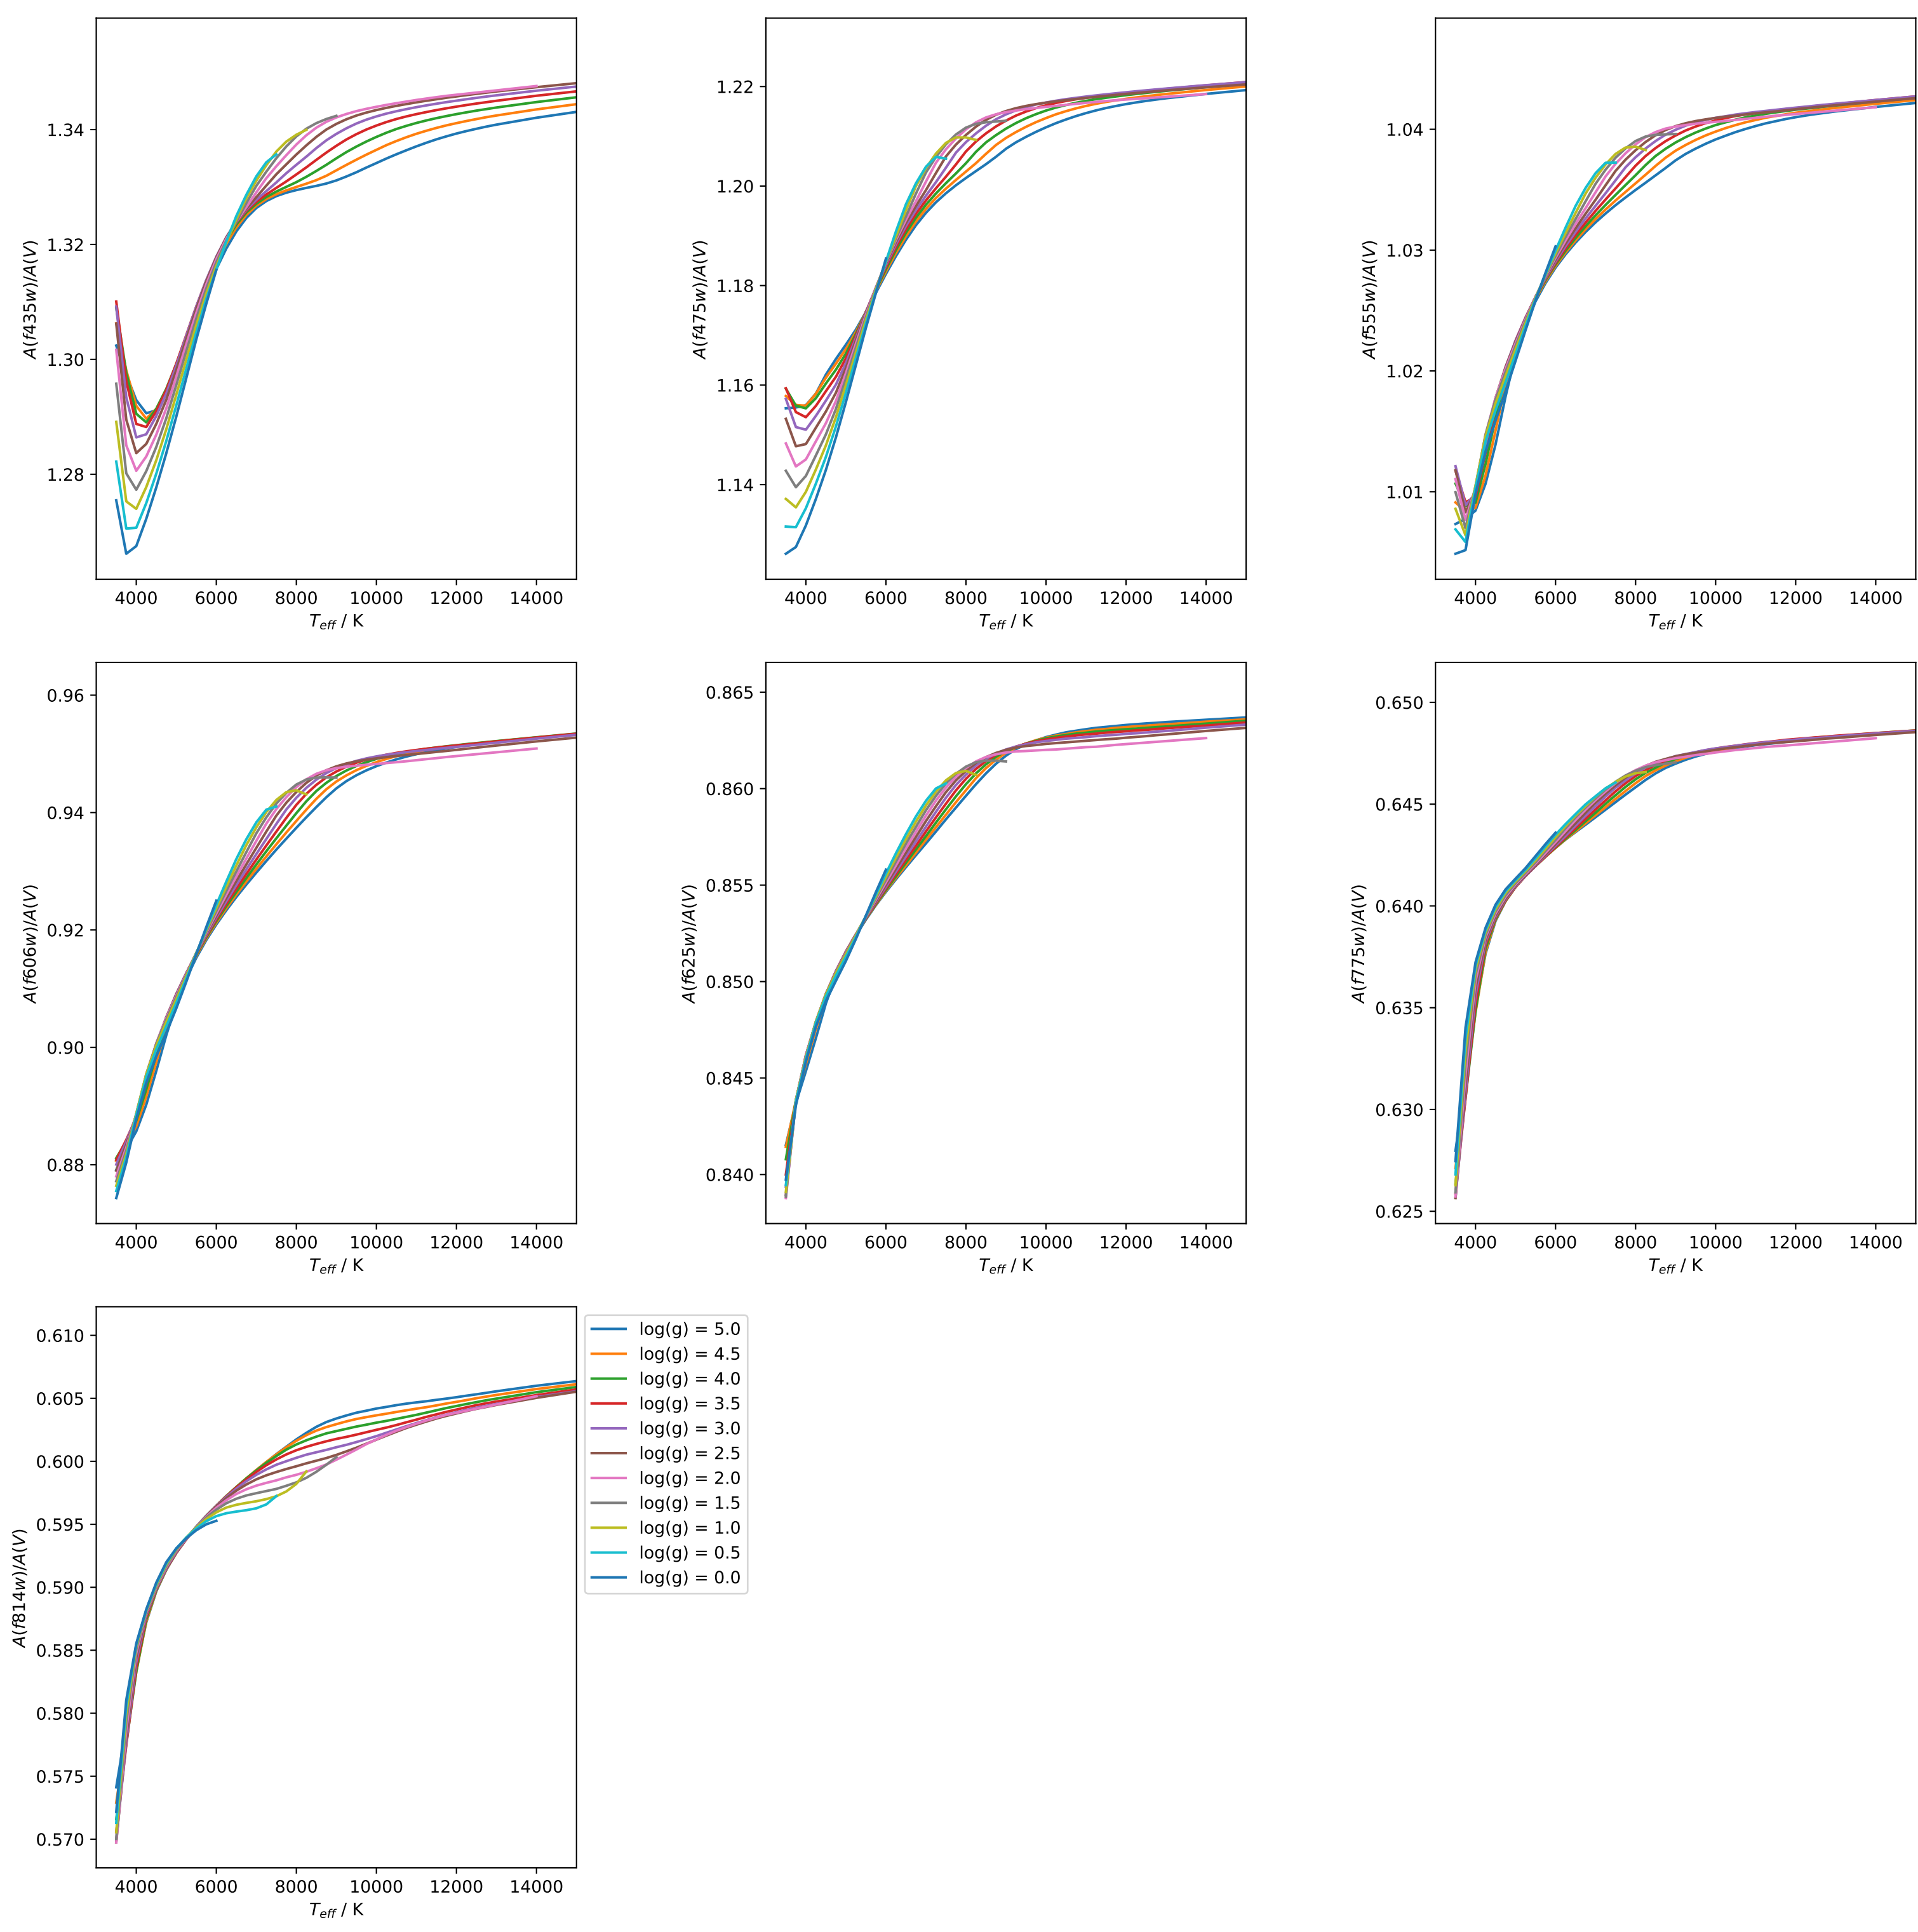 A(f435w)/A(V)
1.34
1.32
1.30
1.28
4000 6000 8000 10000 12000 14000
T_eff / K
A(f475w)/A(V)
1.22
1.20
1.18
1.16
1.14
4000 6000 8000 10000 12000 14000
T_eff / K
A(f555w)/A(V)
1.04
1.03
1.02
1.01
4000 6000 8000 10000 12000 14000
T_eff / K
A(f606w)/A(V)
0.96
0.94
0.92
0.90
0.88
4000 6000 8000 10000 12000 14000
T_eff / K
A(f625w)/A(V)
0.865
0.860
0.855
0.850
0.845
0.840
4000 6000 8000 10000 12000 14000
T_eff / K
A(f775w)/A(V)
0.650
0.645
0.640
0.635
0.630
0.625
4000 6000 8000 10000 12000 14000
T_eff / K
A(f814w)/A(V)
0.610
0.605
0.600
0.595
0.590
0.585
0.580
0.575
0.570
4000 6000 8000 10000 12000 14000
T_eff / K
log(g) = 5.0
log(g) = 4.5
log(g) = 4.0
log(g) = 3.5
log(g) = 3.0
log(g) = 2.5
log(g) = 2.0
log(g) = 1.5
log(g) = 1.0
log(g) = 0.5
log(g) = 0.0